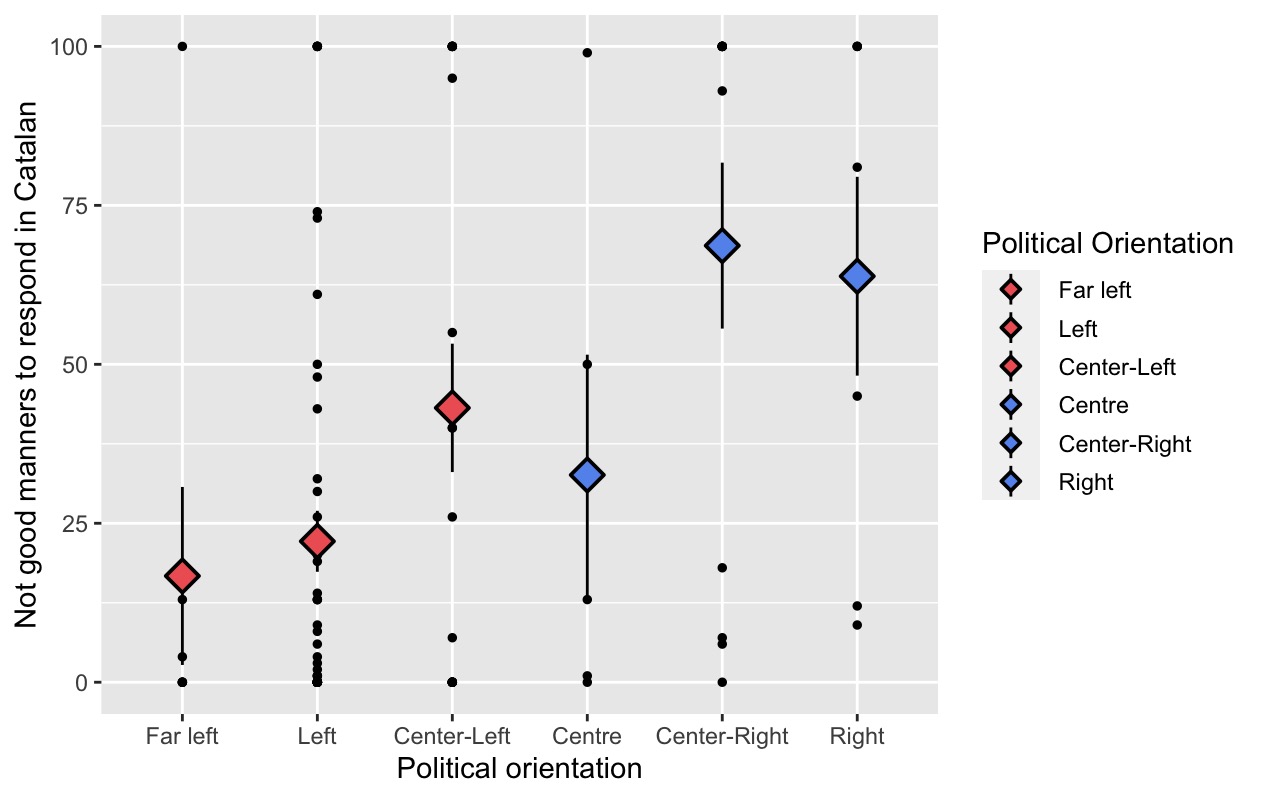 Not good manners to respond in Catalan
100
75
50
25
0
Far left
Left
Center-Left
Centre
Center-Right
Right
Political orientation
Political Orientation
Far left
Left
Center-Left
Centre
Center-Right
Right